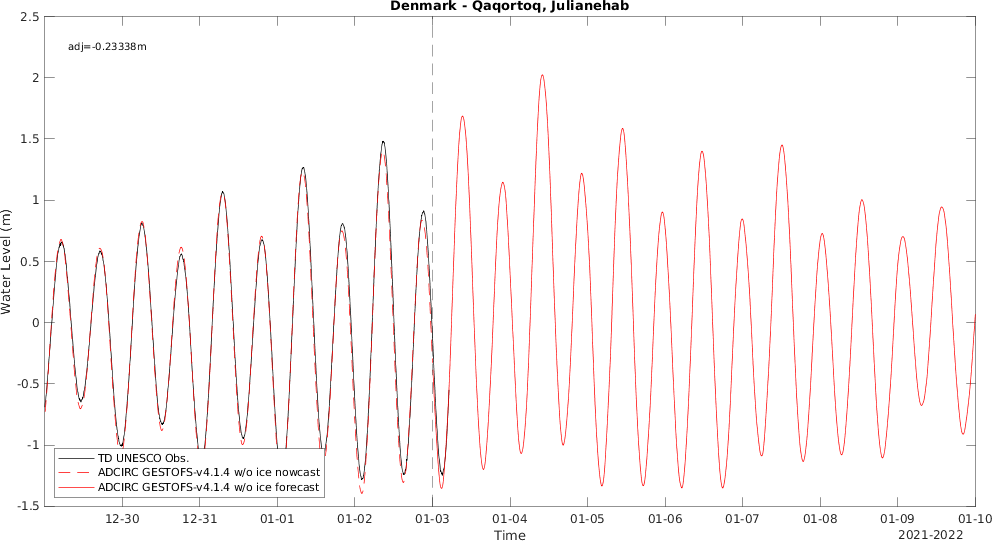 Denmark - Qaqortoq, Julianehab
adj=-0.23338m
2.5
2
1.5
1
0.5
0
-0.5
-1
-1.5
Water Level (m)
TD UNESCO Obs.
ADCIRC GESTOFS-v4.1.4 w/o ice nowcast
ADCIRC GESTOFS-v4.1.4 w/o ice forecast
12-30 12-31 01-01 01-02 01-03 01-04 01-05 01-06 01-07 01-08 01-09 01-10
Time
2021-2022